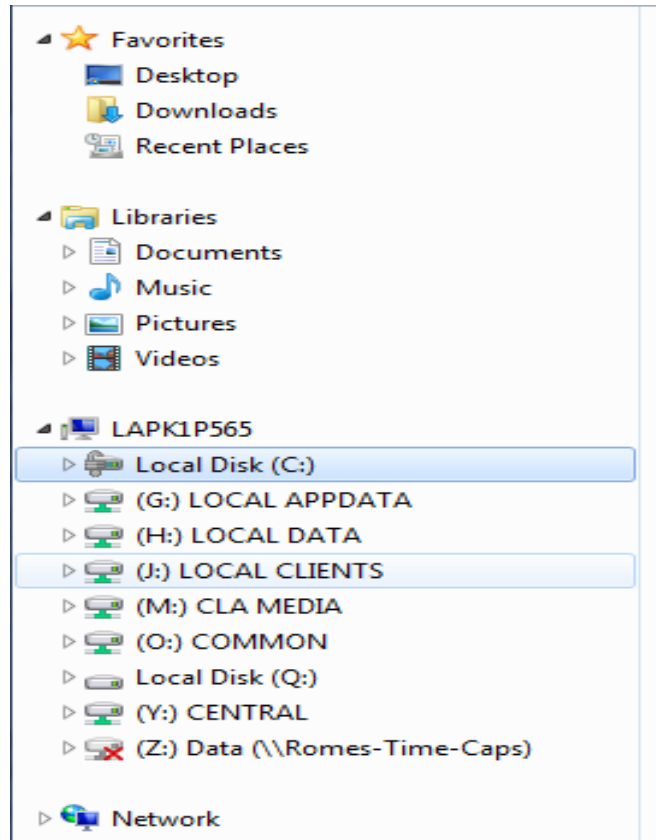 Favorites
Desktop
Downloads
Recent Places
Libraries
Documents
Music
Pictures
Videos
LAPK1P565
Local Disk (C:)
(G:) LOCAL APPDATA
(H:) LOCAL DATA
(J:) LOCAL CLIENTS
(M:) CLA MEDIA
(O:) COMMON
Local Disk (Q:)
(Y:) CENTRAL
(Z:) Data (\\Romes-Time-Caps)
Network